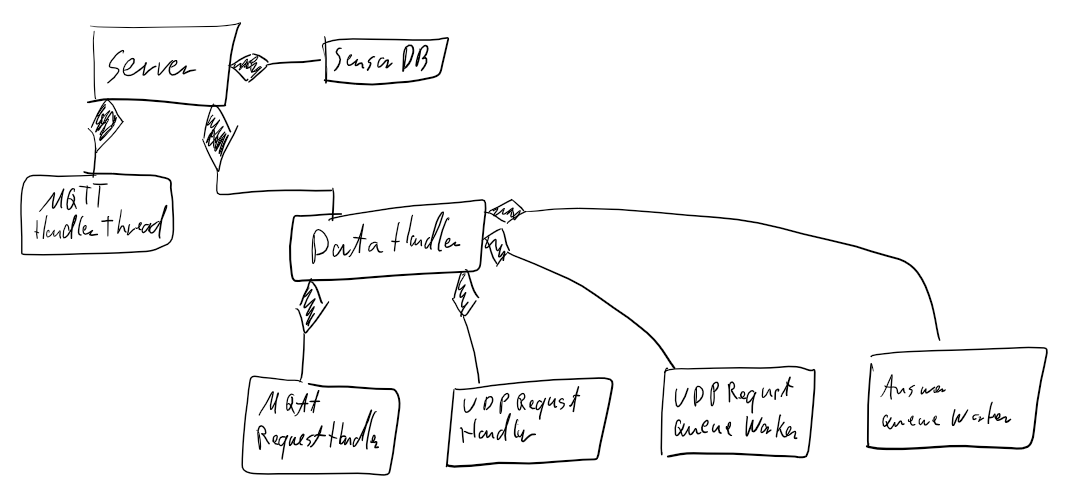 Server
Sensor DB
MQTT
Handler thread
Data Handler
MQtt
Request Handler
UDP Request
Handler
UDP Request
Queue Worker
Answer
Queue Worker